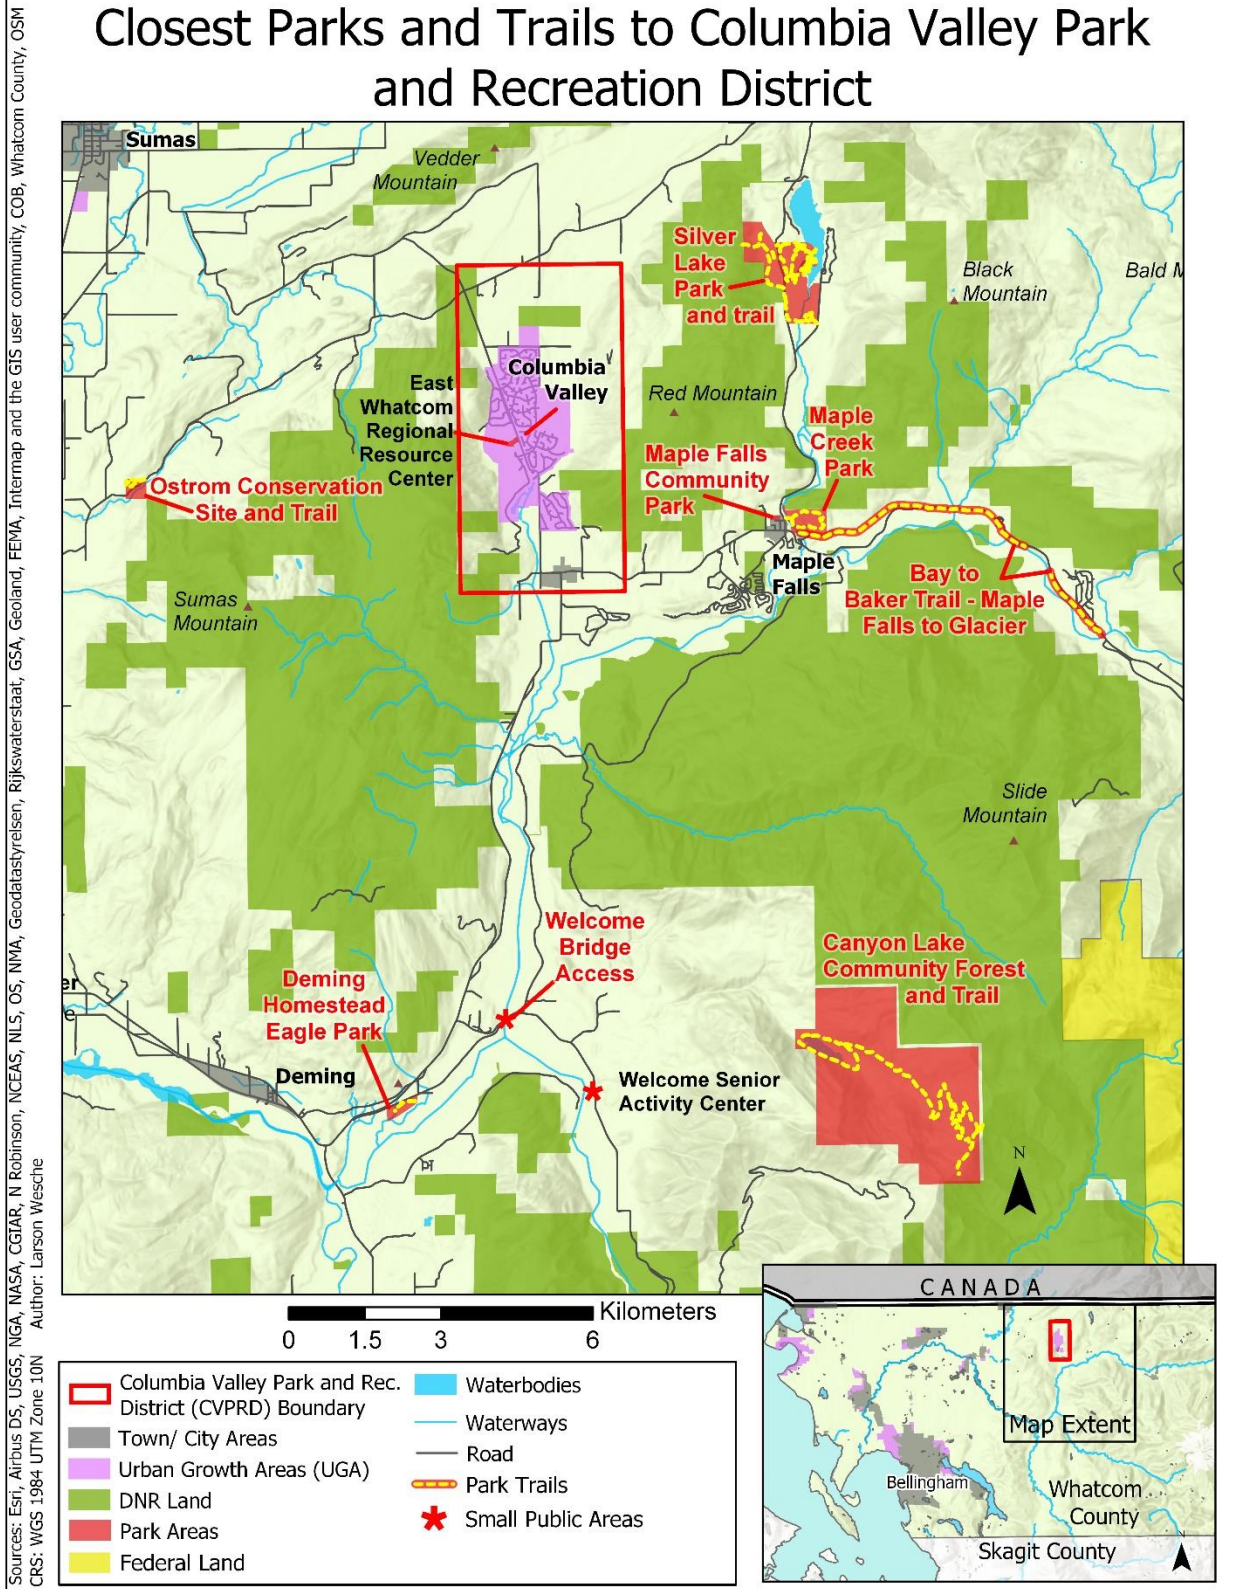 Closest Parks and Trails to Columbia Valley Park
and Recreation District
Sources: Esri, Airbus DS, USGS, NGA, NASA, CGIAR, N Robinson, NCEAS, NLS, OS, NMA, Geodatastyrelsen, Rijkswaterstaat, GSA, Geoland, FEMA, Intermap and the GIS user community, COB, Whatcom County, OSM
CRS: WGS 1984 UTM Zone 10N Author: Larson Wesche
Sumas
Vedder
Mountain
Silver
Lake
Park
and trail
Black
Mountain
Bald M
Columbia
Valley
East
Whatcom
Regional
Resource
Center
Red Mountain
Maple
Creek
Park
Maple Falls
Community
Park
Ostrom Conservation
Site and Trail
Maple
Falls
Bay to
Baker Trail - Maple
Falls to Glacier
Sumas
Mountain
Slide
Mountain
Welcome
Bridge
Access
Canyon Lake
Community Forest
and Trail
Deming
Homestead
Eagle Park
er
e
Deming
Welcome Senior
Activity Center
N
Kilometers
0 1.5 3 6
Columbia Valley Park and Rec.
District (CVPRD) Boundary
Town/ City Areas
Urban Growth Areas (UGA)
DNR Land
Park Areas
Federal Land
Waterbodies
Waterways
Road
Park Trails
Small Public Areas
CANADA
Map Extent
Bellingham
Whatcom
County
Skagit County